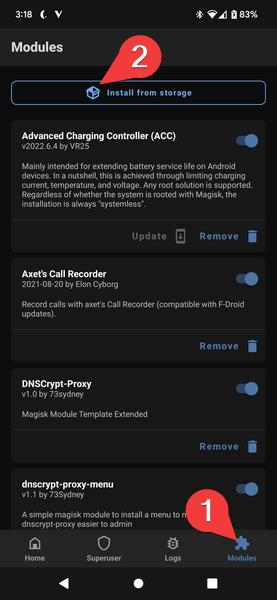 3:18
83%
Modules
2
Install from storage
Advanced Charging Controller (ACC)
v2022.6.4 by VR25
Mainly intended for extending battery service life on Android
devices. In a nutshell, this is achieved through limiting charging
current, temperature, and voltage. Any root solution is supported.
Regardless of whether the system is rooted with Magisk, the
installation is always "systemless".
Update
Remove
Axet's Call Recorder
2021-08-20 by Elon Cyborg
Record calls with axet's Call Recorder (compatible with F-Droid
updates).
Remove
DNSCrypt-Proxy
v1.0 by 73sydney
Magisk Module Template Extended
Remove
dnscrypt-proxy-menu
v1.1 by 73Sydney
A simple magisk module to install a menu to
dnscrypt-proxy easier to admin
1
Home
Superuser
Logs
Modules